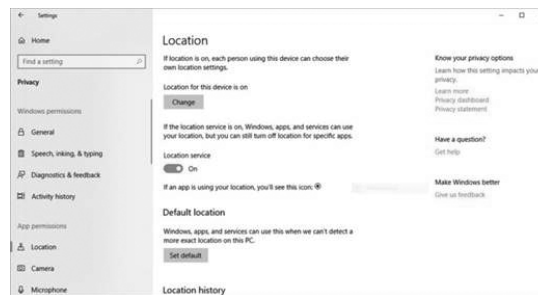 Settings
Home
Find a setting
Privacy
Windows permissions
General
Speech, inking, & typing
Diagnostics & feedback
Activity history
App permissions
Location
Camera
Microphone
Location
If location is on, each person using this device can choose their
own location settings.
Location for this device is on
Change
If the location service is on, Windows, apps, and services can use
your location, but you can still turn off location for specific apps.
Location service
On
If an app is using your location, you'll see this icon:
Default location
Windows, apps, and services can use this when we can't detect a
more exact location on this PC.
Set default
Location history
Know your privacy options
Learn how this setting impacts your
privacy.
Learn more
Privacy dashboard
Privacy statement
Have a question?
Get help
Make Windows better
Give us feedback